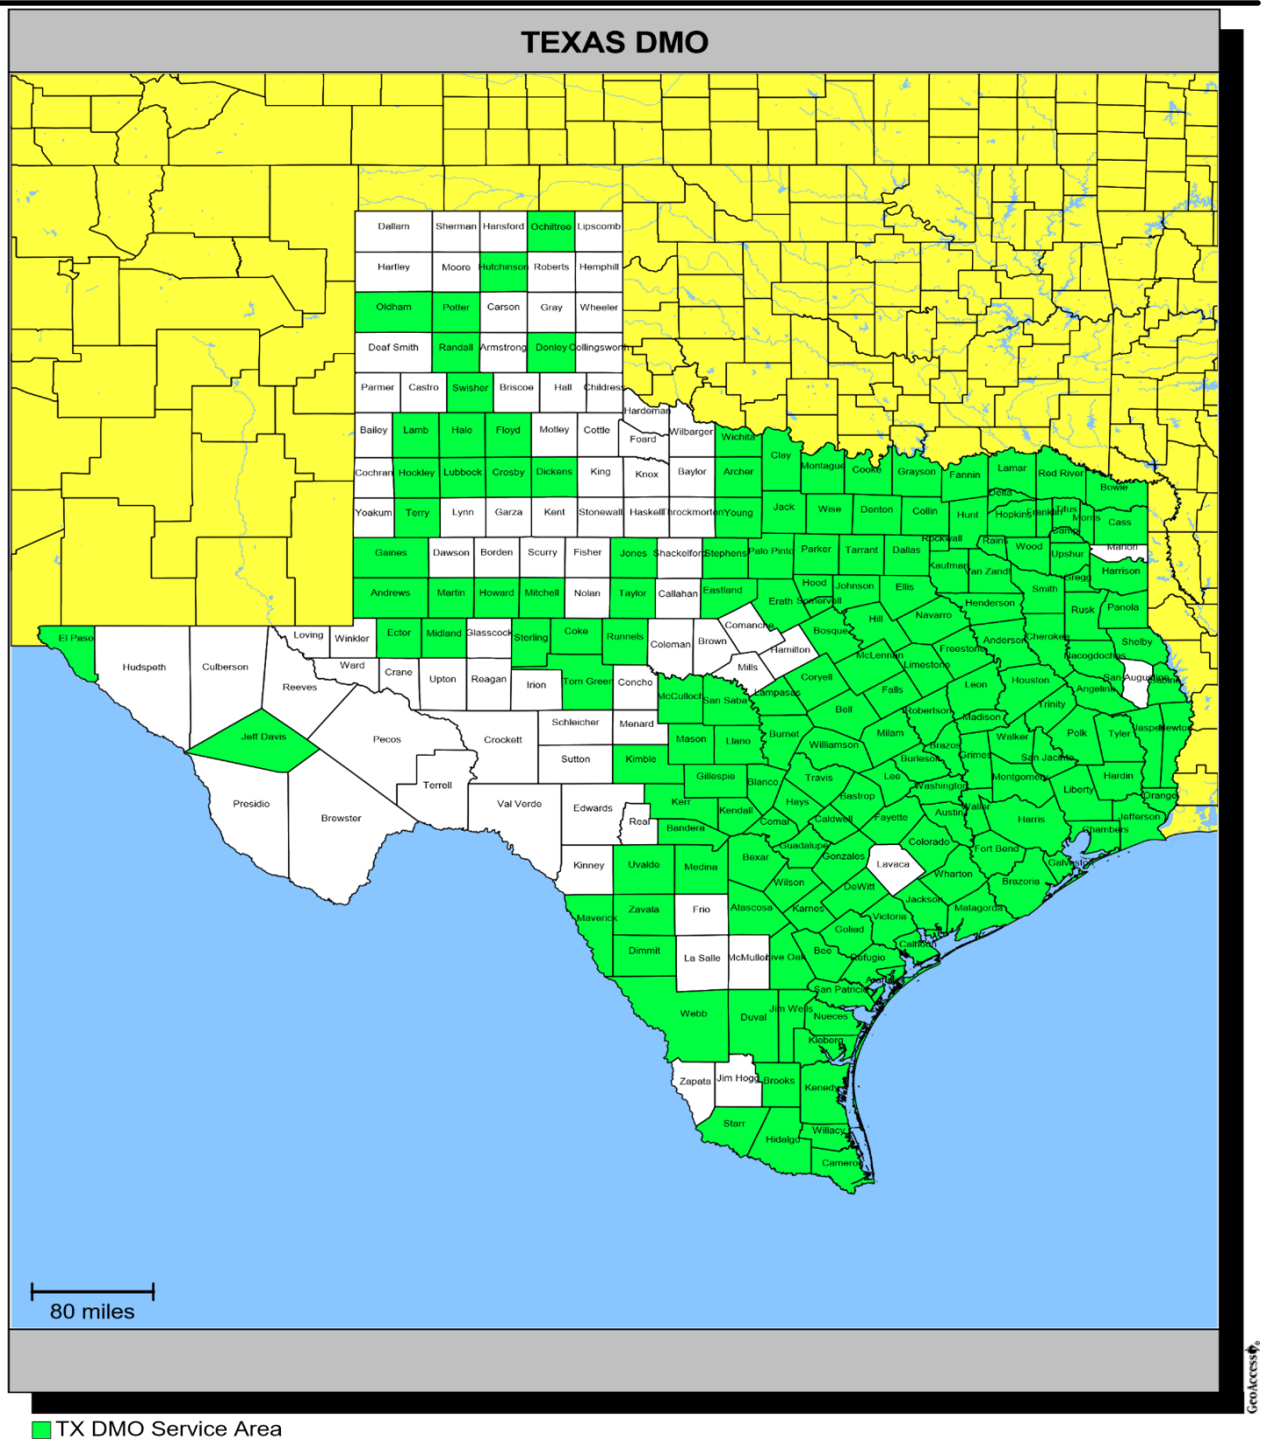 TEXAS DMO
Dallam Sherman Hansford Ochiltree Lipscomb
Hartley Moore Hutchinson Roberts Hemphill
Oldham Potter Carson Gray Wheeler
Deaf Smith Randall Armstrong Donley Collingsworth
Parmer Castro Swisher Briscoe Hall Childress
Hardeman
Bailey Lamb Hale Floyd Motley Cottle Foard Wilbarger Wichita
Clay Montague Cooke Grayson Fannin Lamar Red River Bowie
Cochran Hockley Lubbock Crosby Dickens King Knox Baylor Archer
Delta
Yoakum Terry Lynn Garza Kent Stonewall Haskell Throckmorton Young Jack Wise Denton Collin Hunt Hopkins Franklin Titus Morris Cass
Camp
Gaines Dawson Borden Scurry Fisher Jones Shackelford Stephens Palo Pinto Parker Tarrant Dallas Rockwall Rains Wood Upshur Marion
Kaufman Van Zandt Gregg Harrison
Andrews Martin Howard Mitchell Nolan Taylor Callahan Eastland Hood Johnson Ellis Smith
Erath Somervell Henderson Rusk Panola
El Paso Loving Winkler Ector Midland Glasscock Sterling Coke Runnels Coleman Brown Comanche Bosque Hill Navarro Anderson Cherokee Shelby
Hamilton Freestone Nacogdoches
Hudspeth Culberson Ward Crane Upton Reagan Irion Tom Green Concho Mills McLennan Limestone
Reeves McCulloch San Saba Lampasas Coryell Falls Leon Houston Angelina San Augustine Sabine
Jeff Davis Pecos Crockett Schleicher Menard Bell Robertson Madison Trinity
Mason Llano Burnet Williamson Milam Brazos Walker Polk Tyler Jasper Newton
Sutton Kimble Burleson Grimes San Jacinto
Terrell Gillespie Blanco Travis Lee Washington Montgomery Liberty Hardin
Presidio Brewster Val Verde Edwards Kerr Kendall Hays Bastrop Waller Orange
Real Bandera Comal Caldwell Fayette Austin Harris Jefferson
Chambers
Kinney Uvalde Medina Bexar Guadalupe Gonzales Lavaca Colorado Fort Bend Galveston
Wilson DeWitt Wharton Brazoria
Maverick Zavala Frio Atascosa Karnes Victoria Jackson Matagorda
Goliad
Dimmit La Salle McMullen Live Oak Bee Refugio Calhoun
San Patricio
Webb Duval Jim Wells Nueces
Kleberg
Zapata Jim Hogg Brooks Kenedy
Starr Hidalgo Willacy
Cameron
80 miles
GeoAccess®
TX DMO Service Area